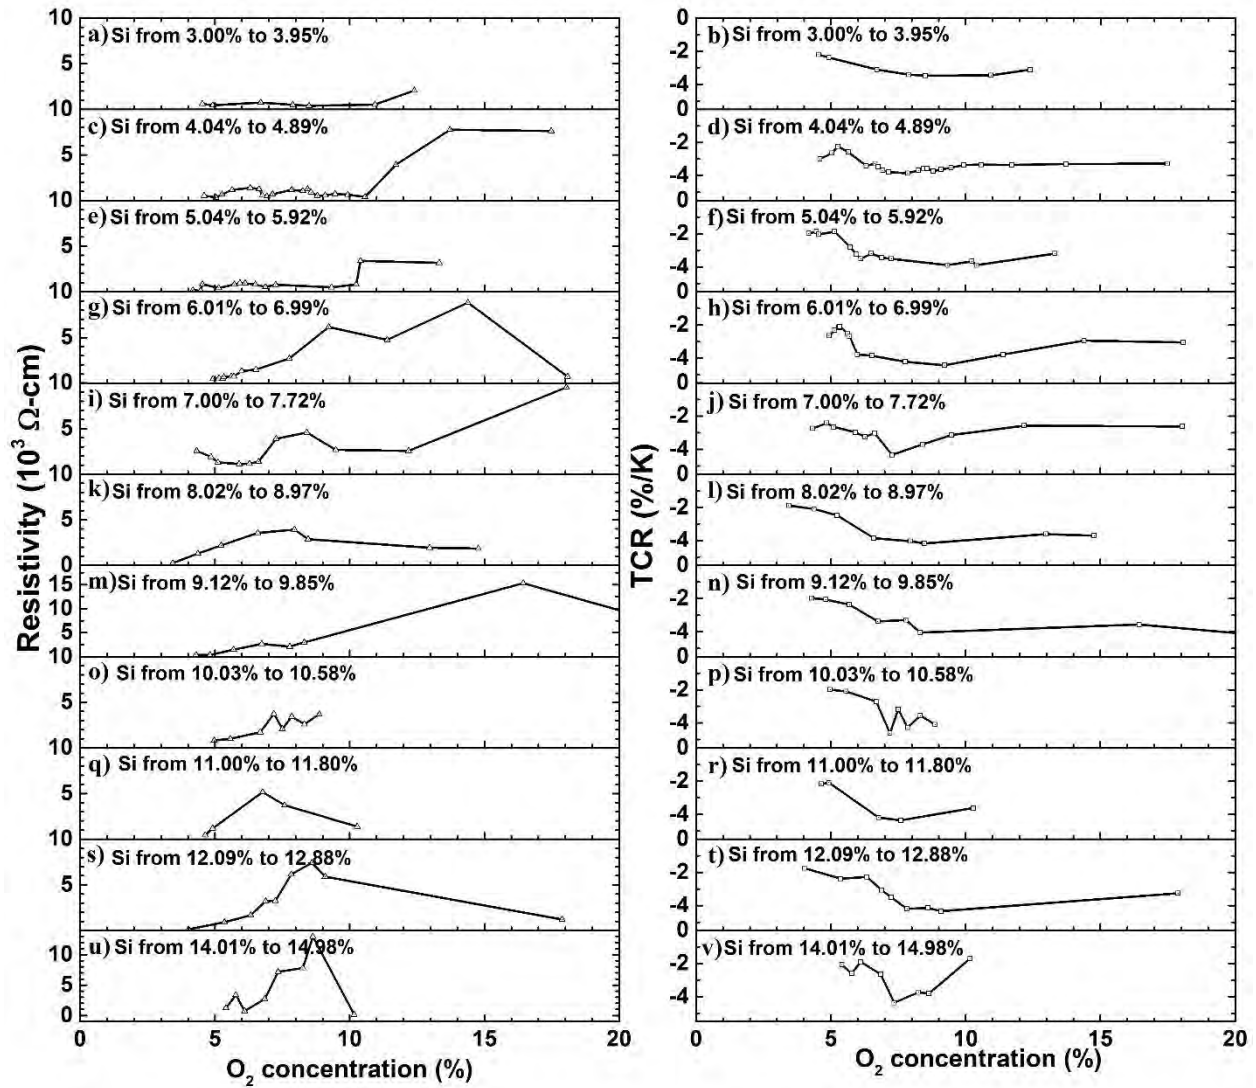 10
a) Si from 3.00% to 3.95%
5
10
c) Si from 4.04% to 4.89%
5
10
e) Si from 5.04% to 5.92%
5
10
g) Si from 6.01% to 6.99%
5
10
i) Si from 7.00% to 7.72%
5
10
k) Si from 8.02% to 8.97%
5
0
m) Si from 9.12% to 9.85%
15
10
5
10
o) Si from 10.03% to 10.58%
5
10
q) Si from 11.00% to 11.80%
5
10
s) Si from 12.09% to 12.88%
5
0
u) Si from 14.01% to 14.98%
10
5
0
0 5 10 15 20
O2 concentration (%)
Resistivity (10³ Ω-cm)
0
b) Si from 3.00% to 3.95%
-2
-4
0
d) Si from 4.04% to 4.89%
-2
-4
0
f) Si from 5.04% to 5.92%
-2
-4
0
h) Si from 6.01% to 6.99%
-2
-4
0
j) Si from 7.00% to 7.72%
-2
-4
0
l) Si from 8.02% to 8.97%
-2
-4
0
n) Si from 9.12% to 9.85%
-2
-4
0
p) Si from 10.03% to 10.58%
-2
-4
0
r) Si from 11.00% to 11.80%
-2
-4
0
t) Si from 12.09% to 12.88%
-2
-4
0
v) Si from 14.01% to 14.98%
-2
-4
0 5 10 15 20
O2 concentration (%)
TCR (%/K)